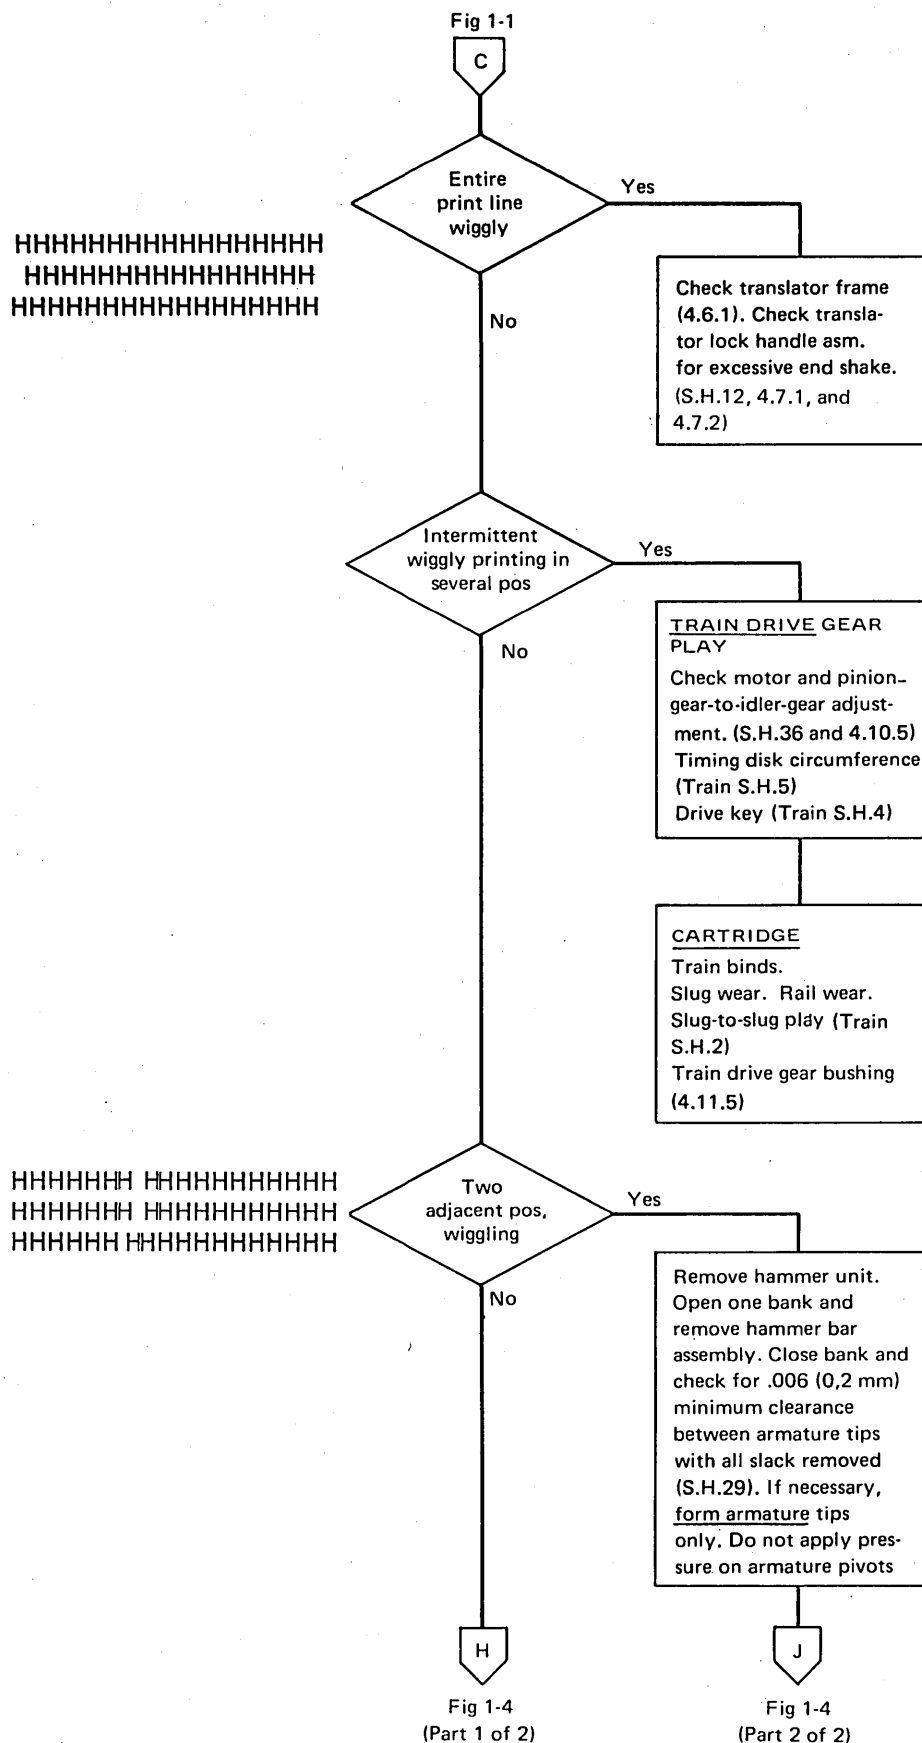 Fig 1-1
C
Entire
print line
wiggly
Yes
HHHHHHHHHHHHHHHHH
HHHHHHHHHHHHHHHH
HHHHHHHHHHHHHHHHH
No
Check translator frame
(4.6.1). Check transla-
tor lock handle asm.
for excessive end shake.
(S.H.12, 4.7.1, and
4.7.2)
Intermittent
wiggly printing in
several pos
Yes
No
TRAIN DRIVE GEAR
PLAY
Check motor and pinion-
gear-to-idler-gear adjust-
ment. (S.H.36 and 4.10.5)
Timing disk circumference
(Train S.H.5)
Drive key (Train S.H.4)
CARTRIDGE
Train binds.
Slug wear. Rail wear.
Slug-to-slug play (Train
S.H.2)
Train drive gear bushing
(4.11.5)
HHHHHHH HHHHHHHHHHH
HHHHHHH HHHHHHHHHHH
HHHHHH HHHHHHHHHHHH
Two
adjacent pos,
wiggling
Yes
No
Remove hammer unit.
Open one bank and
remove hammer bar
assembly. Close bank and
check for .006 (0,2 mm)
minimum clearance
between armature tips
with all slack removed
(S.H.29). If necessary,
form armature tips
only. Do not apply pres-
sure on armature pivots
H
Fig 1-4
(Part 1 of 2)
J
Fig 1-4
(Part 2 of 2)